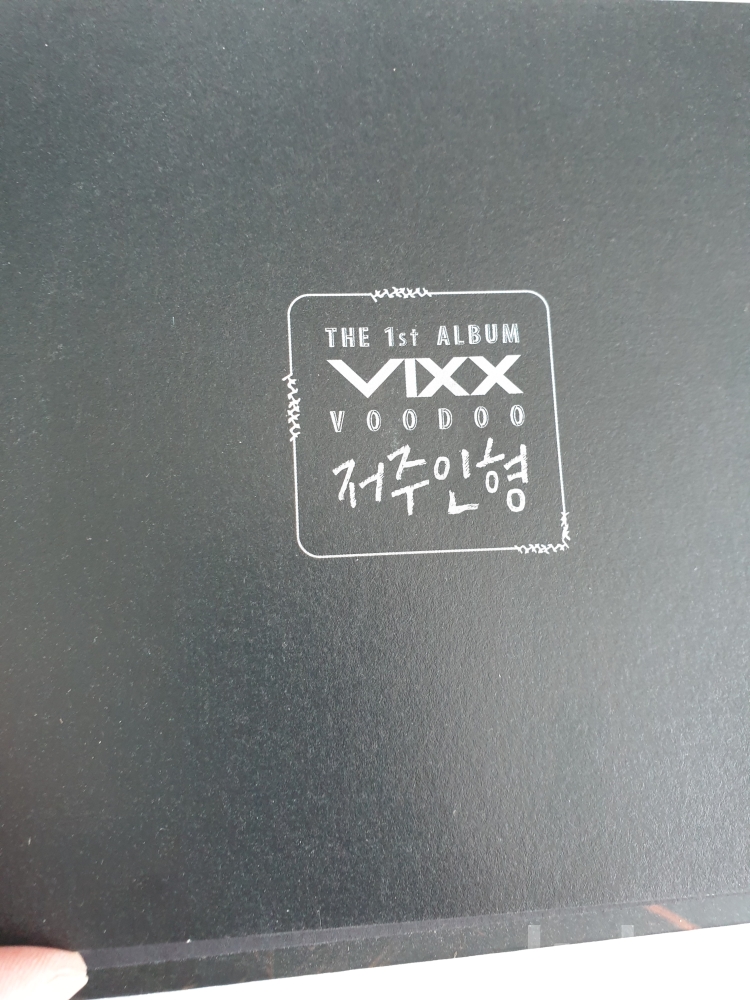 THE 1st ALBUM
VIXX
VOODOO
저주인형